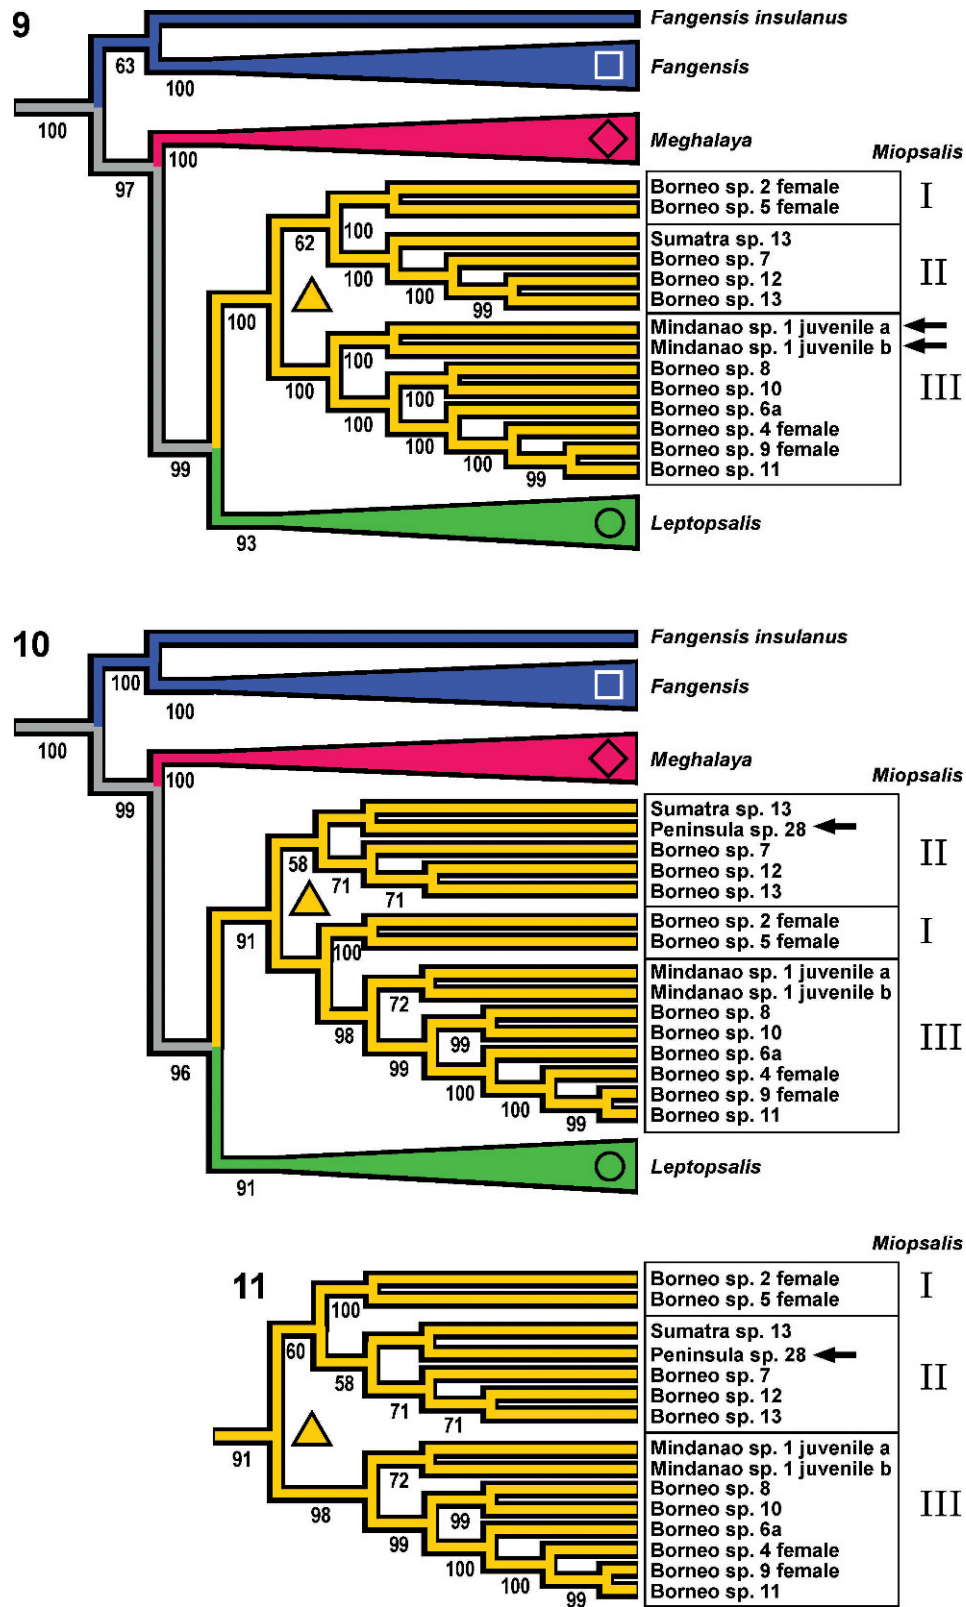 9
Fangensis insulanus
63
Fangensis
100
100
Meghalaya
100
Miopsalis
97
Borneo sp. 2 female
I
Borneo sp. 5 female
100
62
Sumatra sp. 13
100
Borneo sp. 7
II
Borneo sp. 12
100
Borneo sp. 13
99
100
Mindanao sp. 1 juvenile a
Mindanao sp. 1 juvenile b
100
Borneo sp. 8
100
Borneo sp. 10
III
100
Borneo sp. 6a
100
Borneo sp. 4 female
100
Borneo sp. 9 female
100
Borneo sp. 11
99
99
Leptopsalis
93
10
Fangensis insulanus
100
Fangensis
100
100
Meghalaya
100
Miopsalis
99
Sumatra sp. 13
Peninsula sp. 28
Borneo sp. 7
II
58
Borneo sp. 12
71
Borneo sp. 13
71
91
Borneo sp. 2 female
I
Borneo sp. 5 female
100
Mindanao sp. 1 juvenile a
Mindanao sp. 1 juvenile b
72
Borneo sp. 8
98
Borneo sp. 10
III
99
Borneo sp. 6a
99
Borneo sp. 4 female
100
Borneo sp. 9 female
100
Borneo sp. 11
99
96
Leptopsalis
91
Miopsalis
11
Borneo sp. 2 female
I
Borneo sp. 5 female
100
Sumatra sp. 13
60
Peninsula sp. 28
58
Borneo sp. 7
II
Borneo sp. 12
71
Borneo sp. 13
71
91
Mindanao sp. 1 juvenile a
Mindanao sp. 1 juvenile b
72
Borneo sp. 8
98
Borneo sp. 10
III
99
Borneo sp. 6a
99
Borneo sp. 4 female
100
Borneo sp. 9 female
100
Borneo sp. 11
99